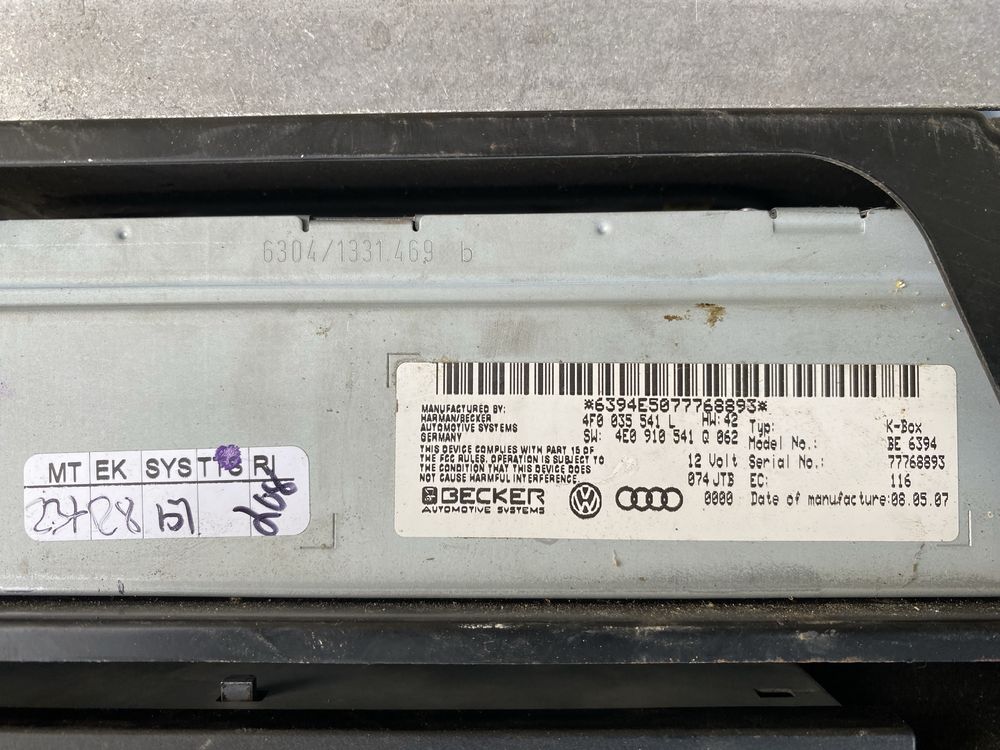 6304/1331.469 b
*6394E5077768893*
MANUFACTURED BY:
HARMAN/BECKER
AUTOMOTIVE SYSTEMS
GERMANY
4F0 035 541 L HW: 42
SW: 4E0 910 541 Q 062
THIS DEVICE COMPLIES WITH PART 15 OF
THE FCC RULES. OPERATION IS SUBJECT TO
THE CONDITION THAT THIS DEVICE DOES
NOT CAUSE HARMFUL INTERFERENCE.
12 Volt
074 JTB
0000
BECKER
AUTOMOTIVE SYSTEMS
Typ: K-Box
Model No.: BE 6394
Serial No.: 77768893
EC: 116
Date of manufacture: 08.05.07
MT EK SYS RI